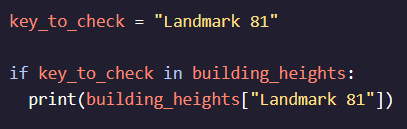 key_to_check = "Landmark 81"
if key_to_check in building_heights:
  print(building_heights["Landmark 81"])